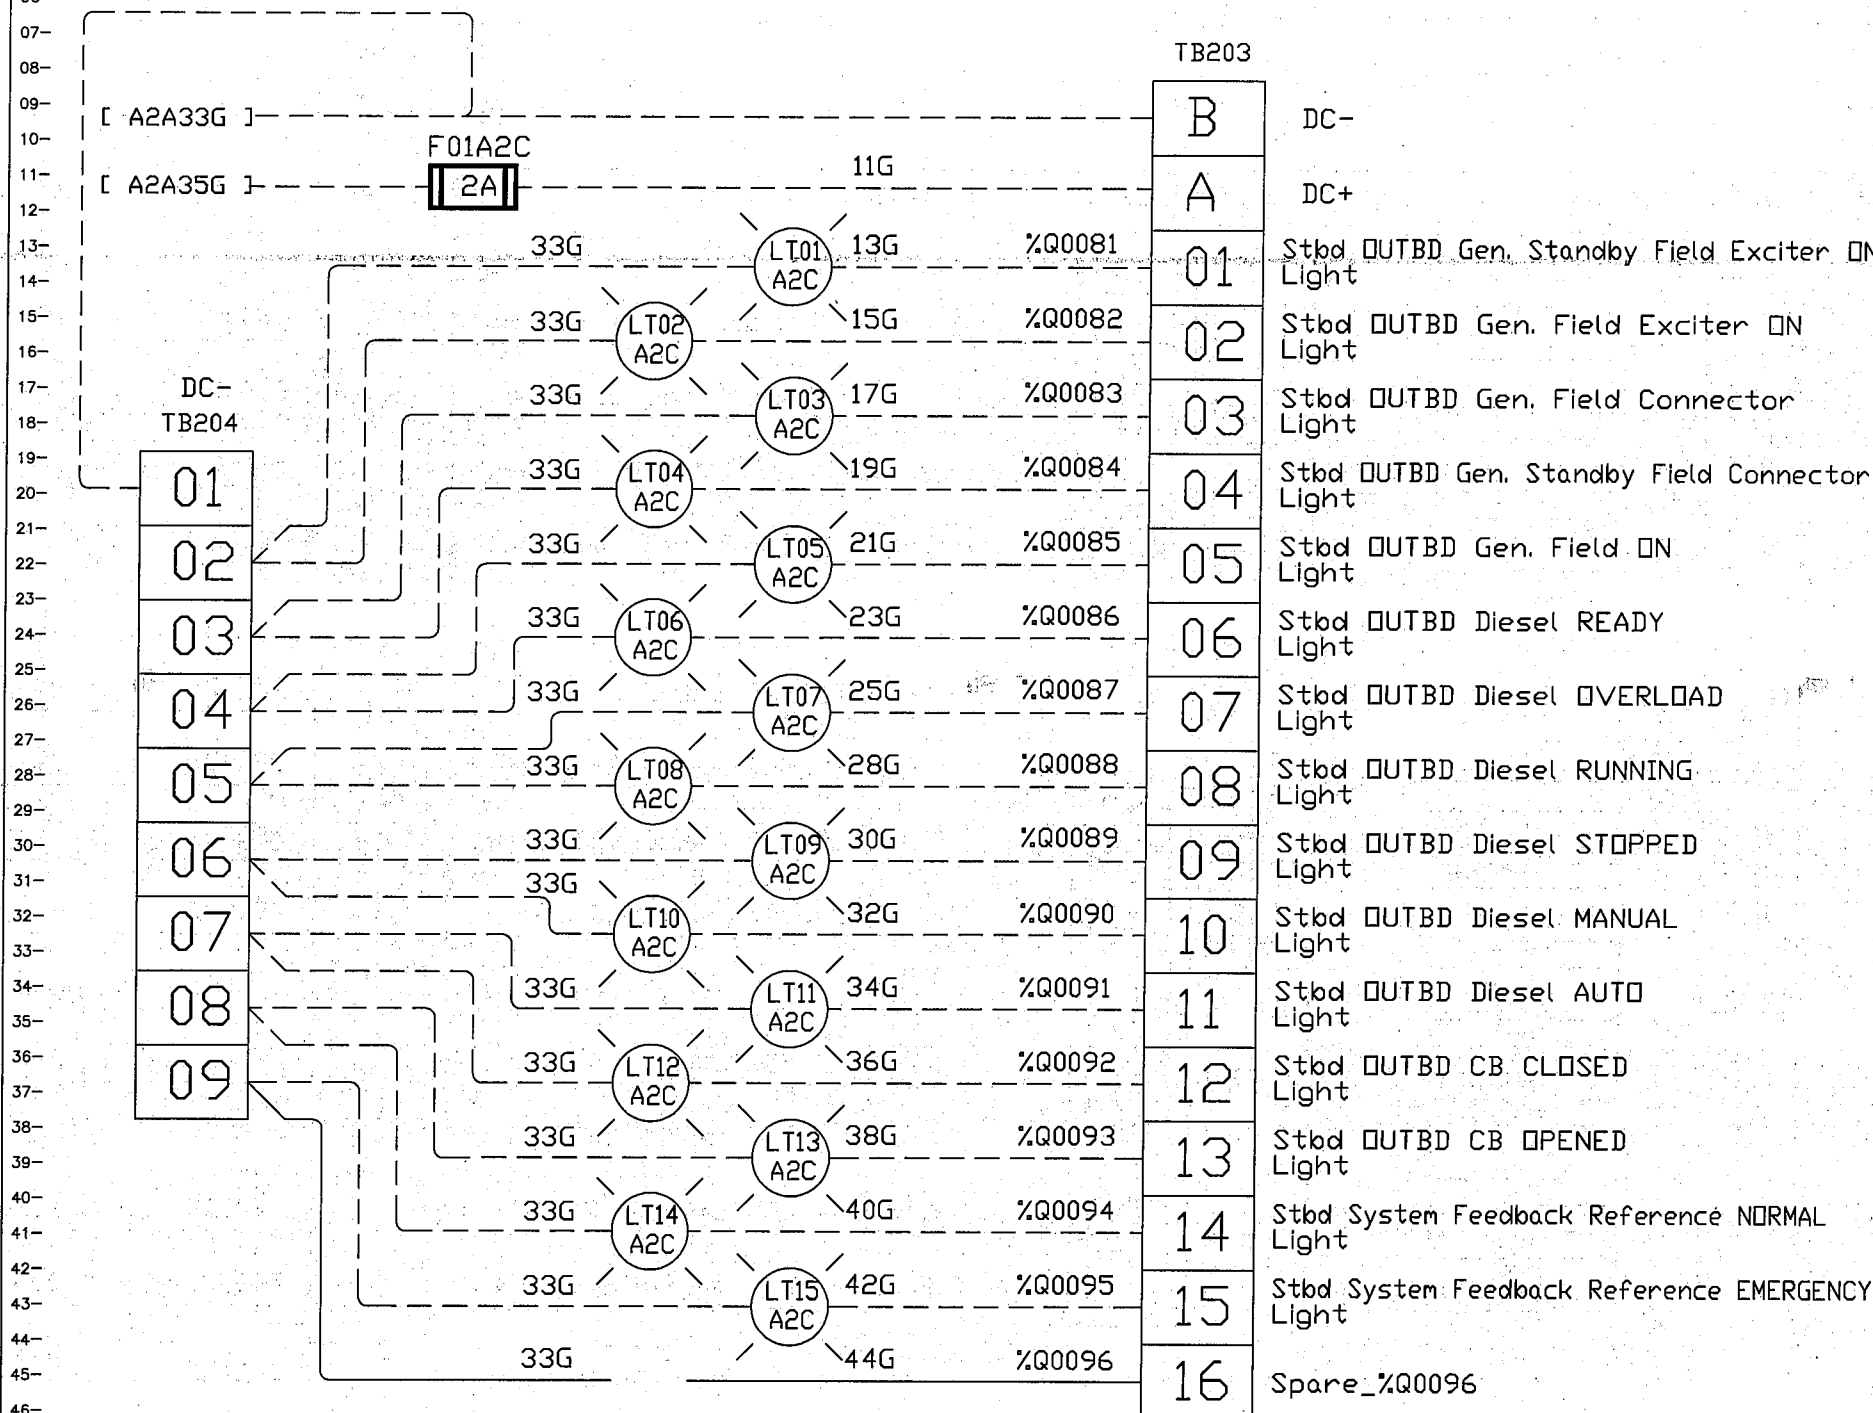 07-
08-
09-
10-
11-
12-
13-
14-
15-
16-
17-
18-
19-
20-
21-
22-
23-
24-
25-
26-
27-
28-
29-
30-
31-
32-
33-
34-
35-
36-
37-
38-
39-
40-
41-
42-
43-
44-
45-
46-
TB203
[ A2A33G ]
B
DC-
F01A2C
[ A2A35G ]
2A
11G
A
DC+
33G
LT01
A2C
13G
%Q0081
01
Stbd OUTBD Gen. Standby Field Exciter ON
Light
33G
LT02
A2C
15G
%Q0082
02
Stbd OUTBD Gen. Field Exciter ON
Light
33G
LT03
A2C
17G
%Q0083
03
Stbd OUTBD Gen. Field Connector
Light
33G
LT04
A2C
19G
%Q0084
04
Stbd OUTBD Gen. Standby Field Connector
Light
33G
LT05
A2C
21G
%Q0085
05
Stbd OUTBD Gen. Field ON
Light
33G
LT06
A2C
23G
%Q0086
06
Stbd OUTBD Diesel READY
Light
33G
LT07
A2C
25G
%Q0087
07
Stbd OUTBD Diesel OVERLOAD
Light
33G
LT08
A2C
28G
%Q0088
08
Stbd OUTBD Diesel RUNNING
Light
33G
LT09
A2C
30G
%Q0089
09
Stbd OUTBD Diesel STOPPED
Light
33G
LT10
A2C
32G
%Q0090
10
Stbd OUTBD Diesel MANUAL
Light
33G
LT11
A2C
34G
%Q0091
11
Stbd OUTBD Diesel AUTO
Light
33G
LT12
A2C
36G
%Q0092
12
Stbd OUTBD CB CLOSED
Light
33G
LT13
A2C
38G
%Q0093
13
Stbd OUTBD CB OPENED
Light
33G
LT14
A2C
40G
%Q0094
14
Stbd System Feedback Reference NORMAL
Light
33G
LT15
A2C
42G
%Q0095
15
Stbd System Feedback Reference EMERGENCY
Light
33G
44G
%Q0096
16
Spare_%Q0096
DC-
TB204
01
02
03
04
05
06
07
08
09